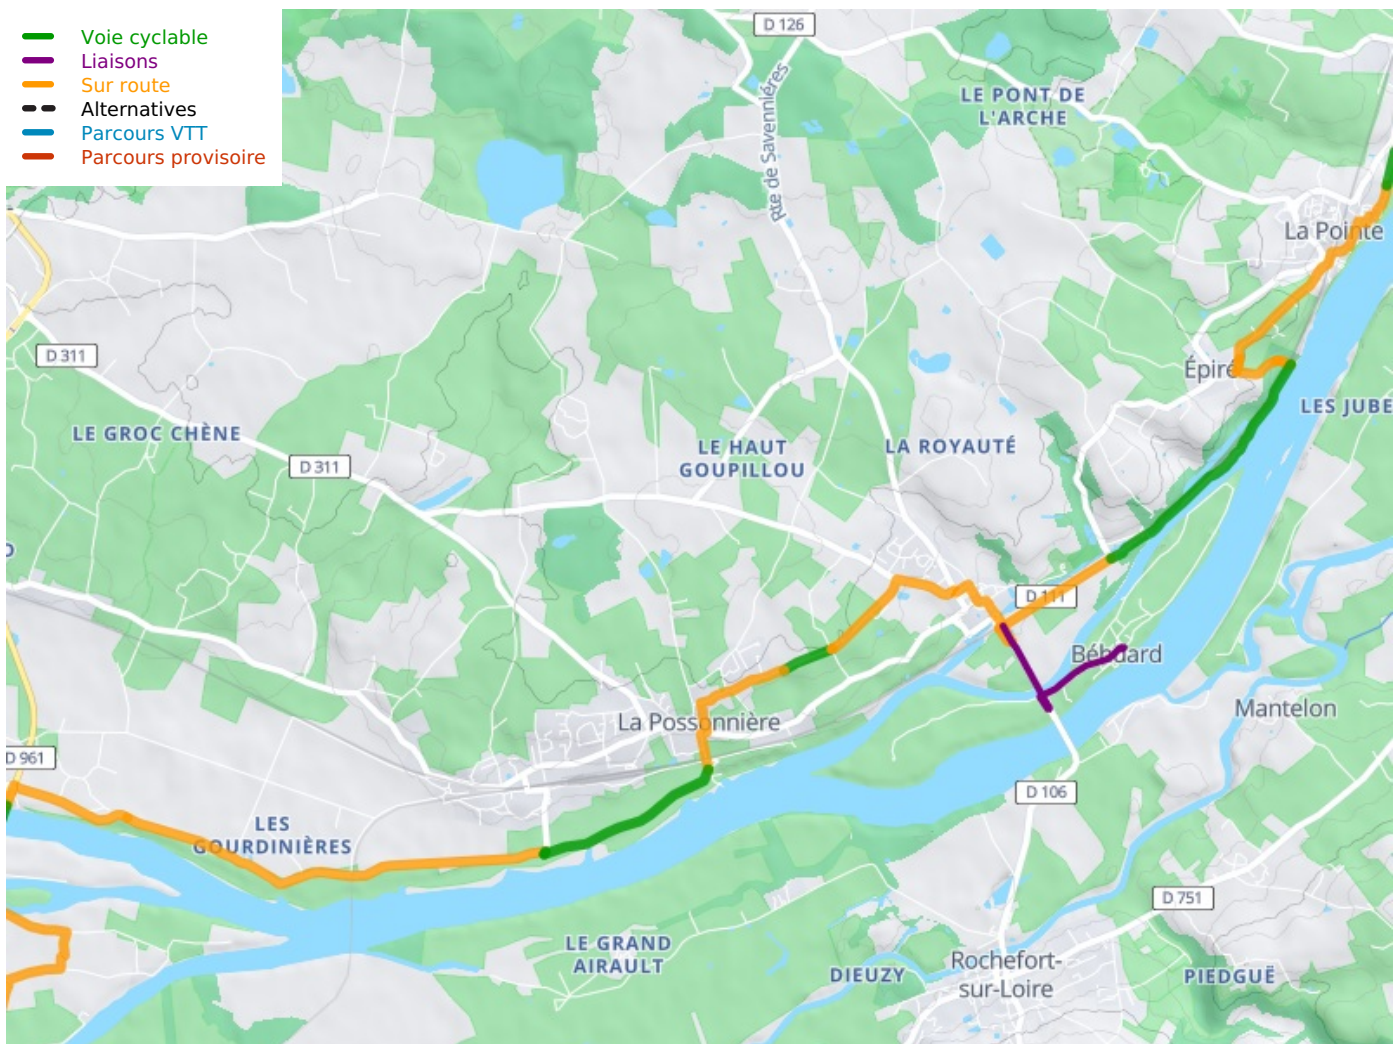 Voie cyclable
Liaisons
Sur route
Alternatives
Parcours VTT
Parcours provisoire
D 126
Rte de Savennières
LE PONT DE
L'ARCHE
La Pointe
D 311
Épiré
LES JUBE
LE GROC CHÈNE
LE HAUT
GOUPILLOU
LA ROYAUTÉ
D 311
D 111
Béhuard
La Possonnière
Mantelon
D 961
D 106
LES
GOURDINIÈRES
D 751
LE GRAND
AIRAULT
DIEUZY
Rochefort-
sur-Loire
PIEDGUË